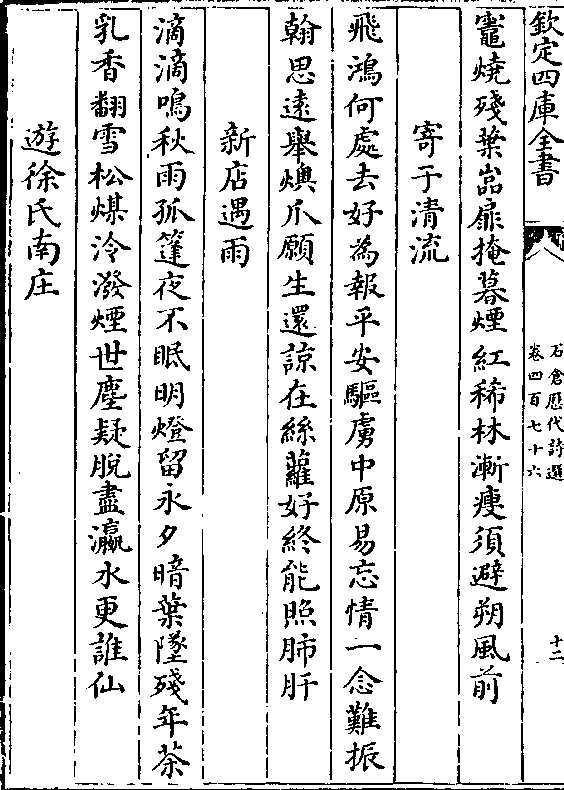 欽定四庫全書
石倉歷代詩選
卷四百七十六
十二
竈燒殘葉㟁扉掩暮煙紅稀林漸瘦須避朔風前
寄于清流
飛鴻何處去好為報平安驅虜中原易忘情一念難振
翰思遠舉燠爪願生還諒在絲蘿好終能照肺肝
新店遇雨
滴滴鳴秋雨孤篷夜不眠明燈留永夕暗葉墜殘年茶
乳香翻雪松煤冷潑煙世塵疑脫盡瀛水更誰仙
遊徐氏南庄